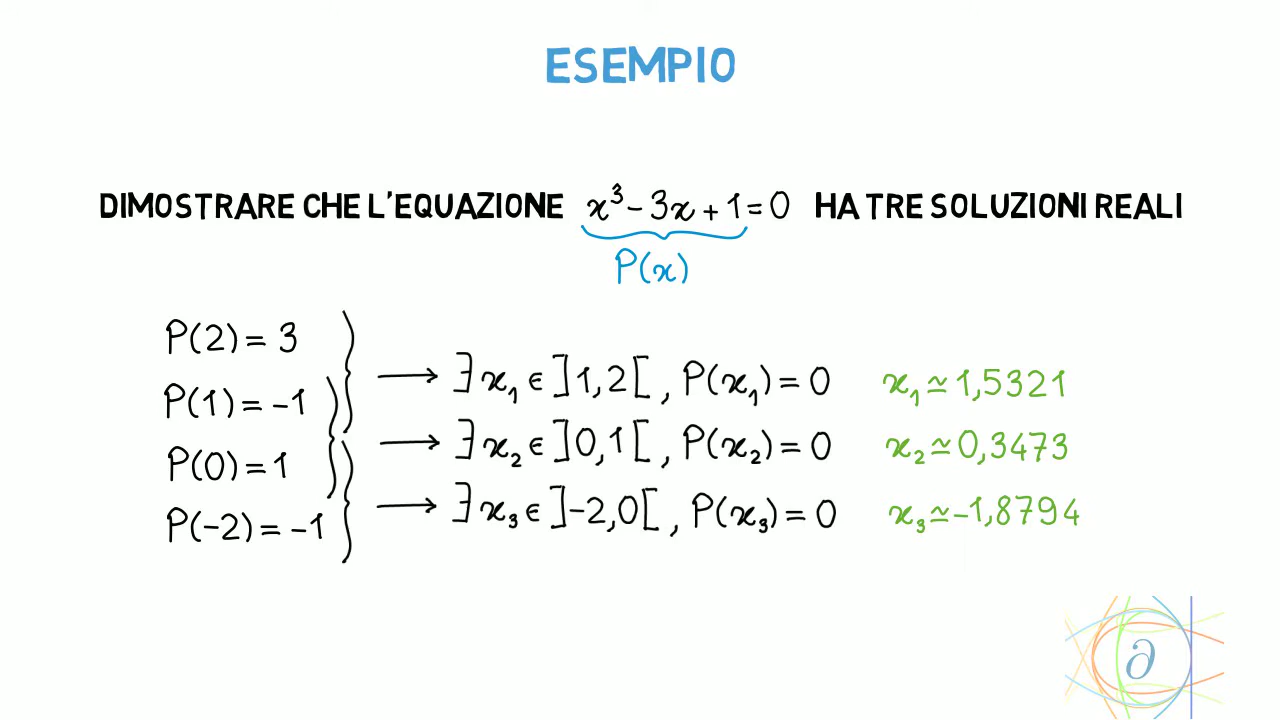 ESEMPIO
DIMOSTRARE CHE L'EQUAZIONE x³ - 3x + 1 = 0 HA TRE SOLUZIONI REALI
P(x)
P(2) = 3
P(1) = -1
P(0) = 1
P(-2) = -1
→ ∃ x₁ ∈ ]1,2[ , P(x₁) = 0 x₁ ≃ 1,5321
→ ∃ x₂ ∈ ]0,1[ , P(x₂) = 0 x₂ ≃ 0,3473
→ ∃ x₃ ∈ ]-2,0[ , P(x₃) = 0 x₃ ≃ -1,8794
∂